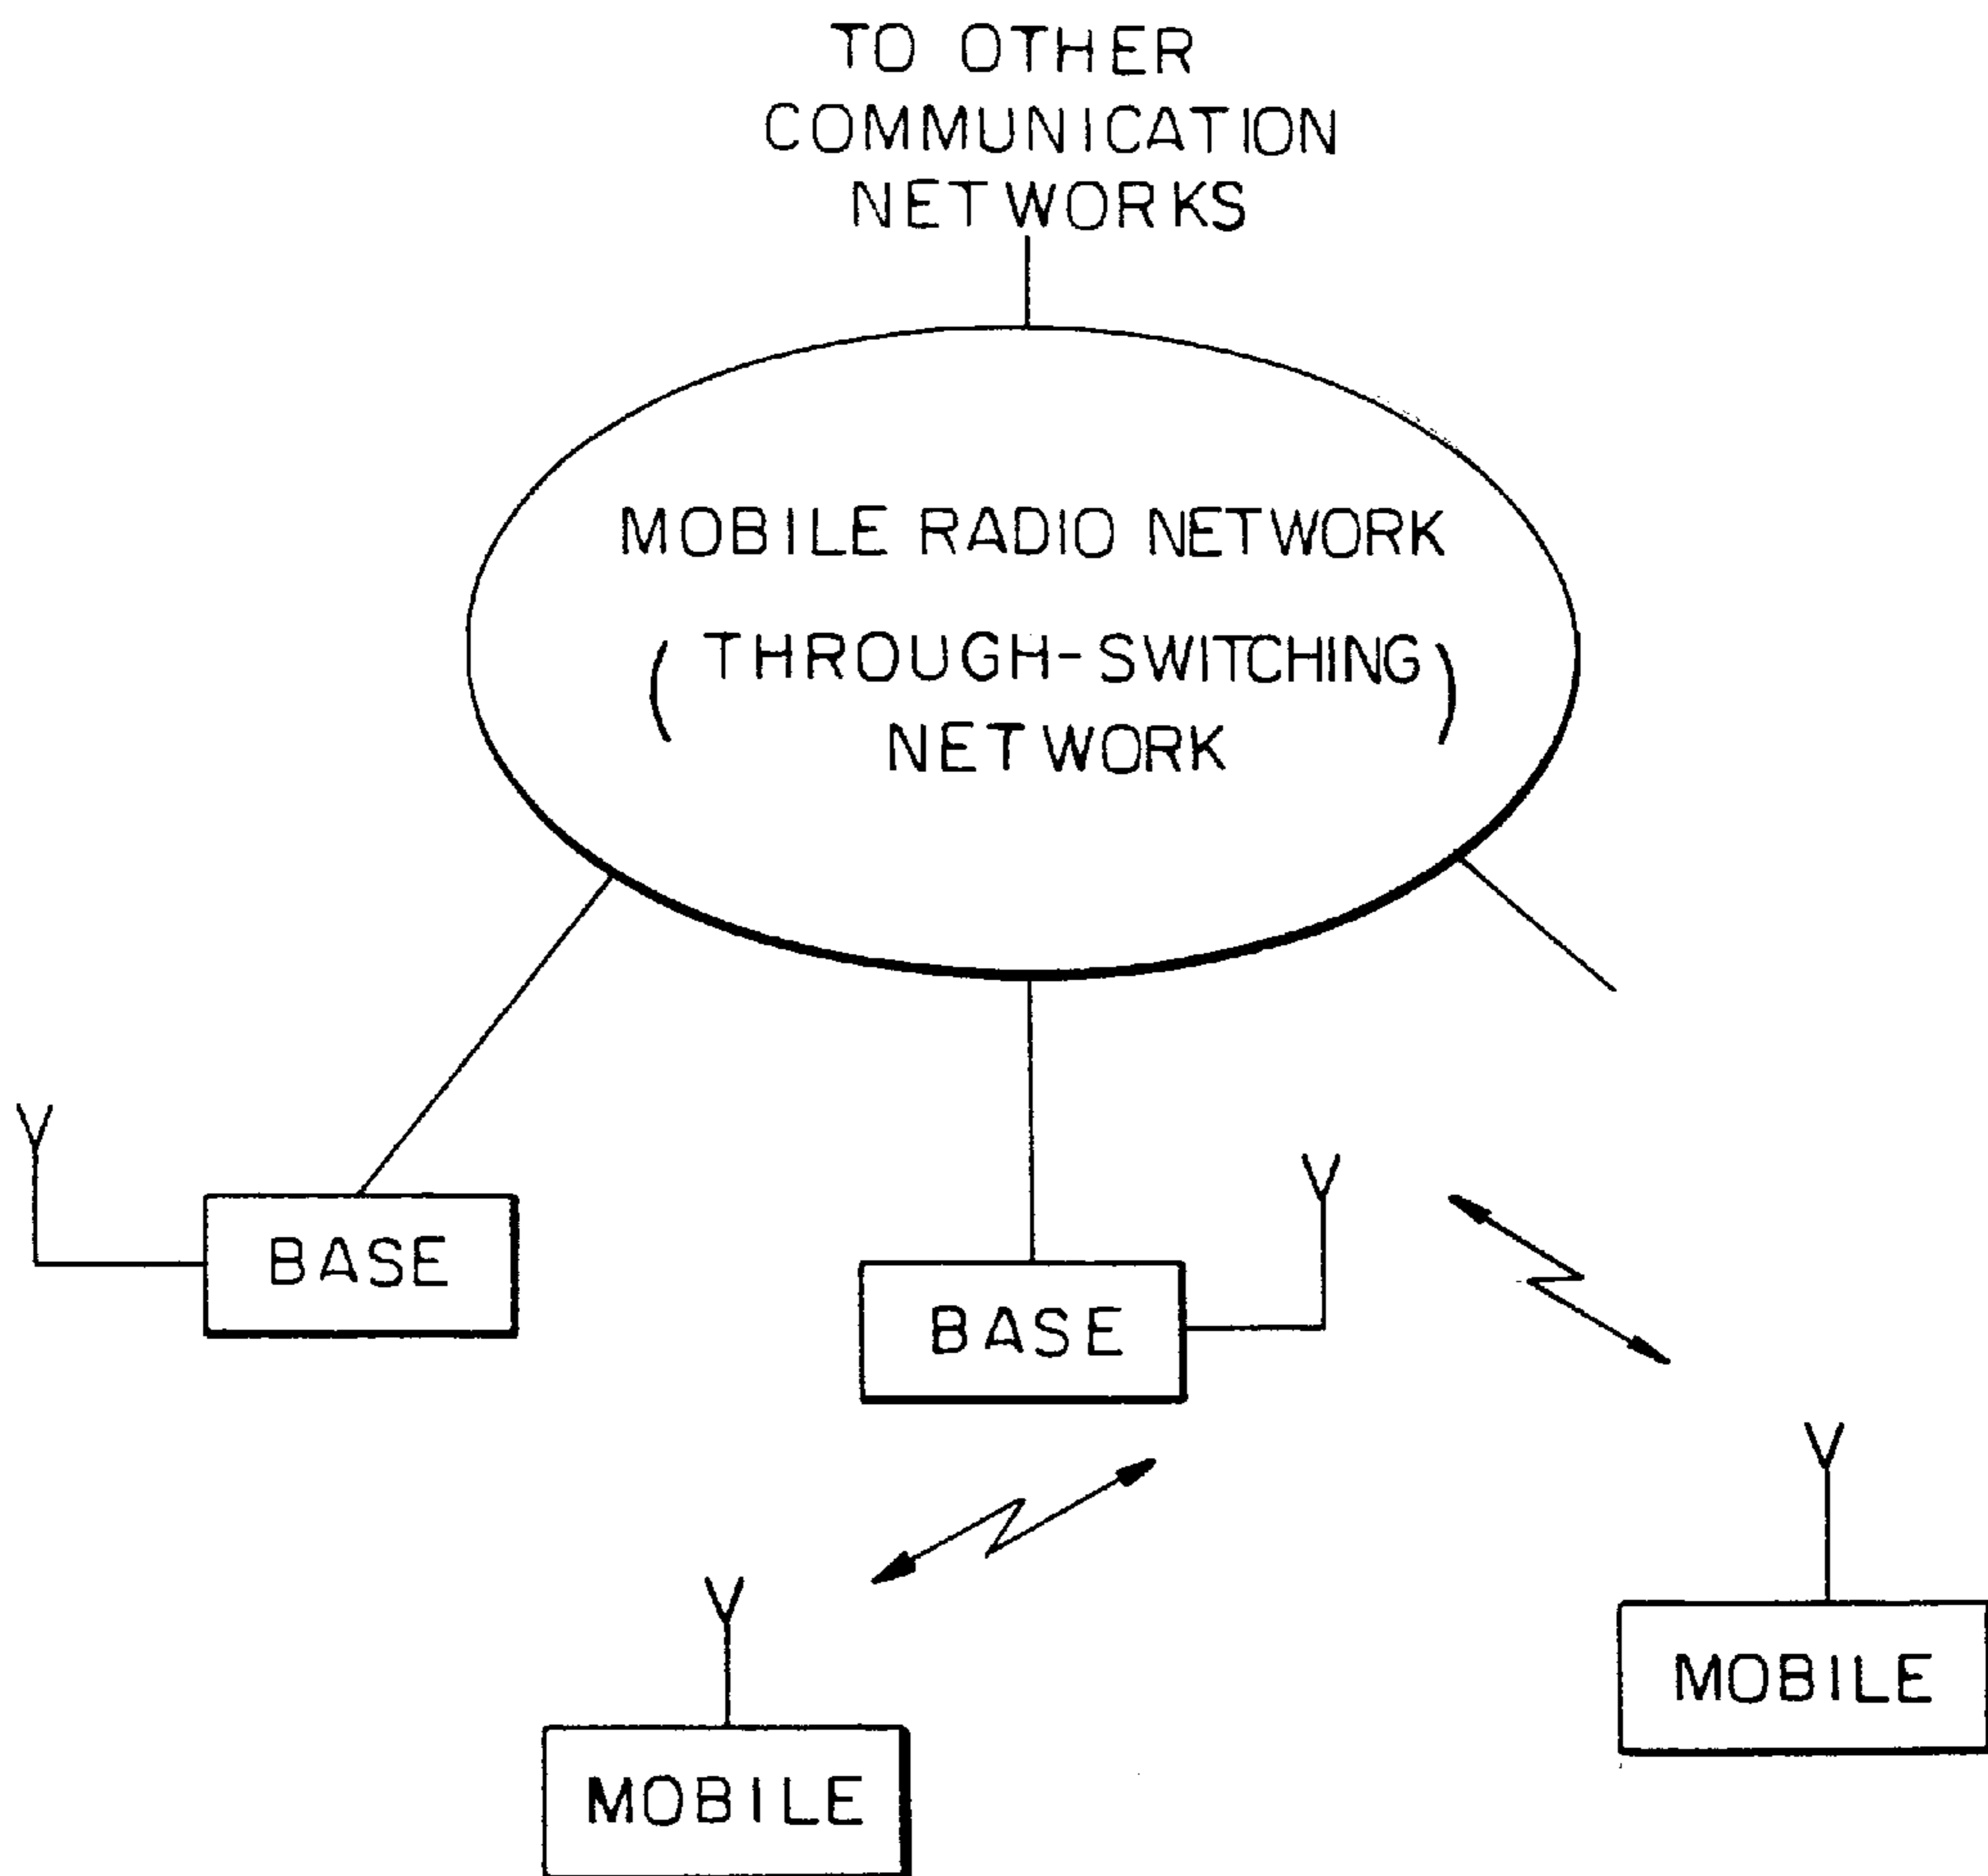 TO OTHER
COMMUNICATION
NETWORKS
MOBILE RADIO NETWORK
( THROUGH-SWITCHING )
NETWORK
BASE
BASE
MOBILE
MOBILE